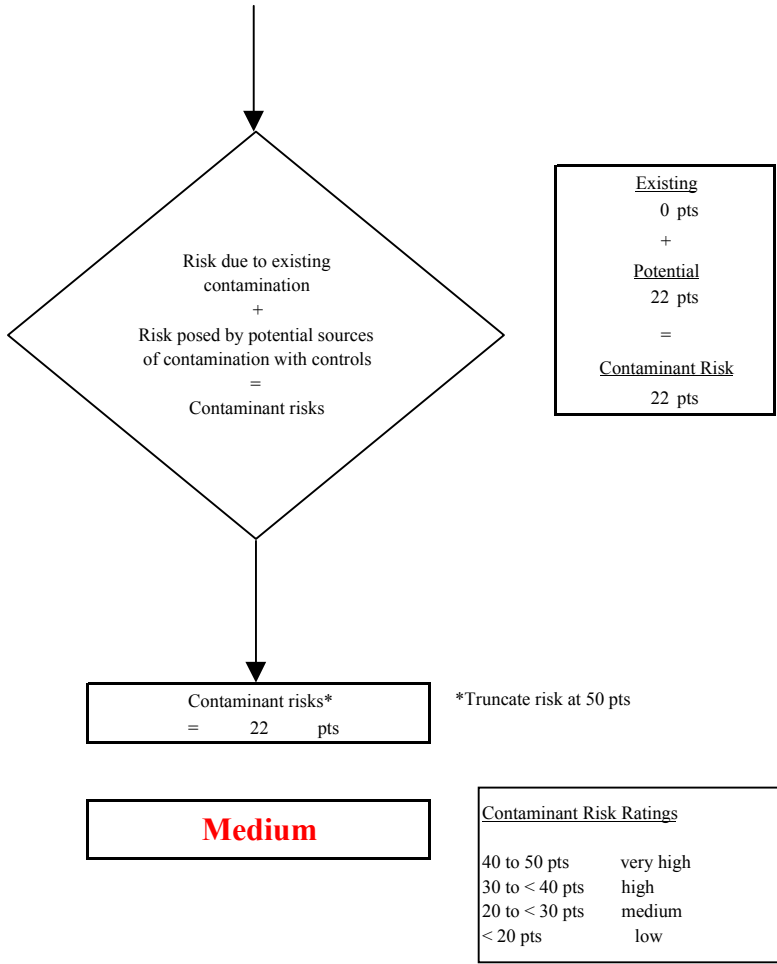 Risk due to existing
contamination
+
Risk posed by potential sources
of contamination with controls
=
Contaminant risks
Existing
0 pts
+
Potential
22 pts
=
Contaminant Risk
22 pts
Contaminant risks*
= 22 pts
*Truncate risk at 50 pts
Medium
Contaminant Risk Ratings
40 to 50 pts very high
30 to < 40 pts high
20 to < 30 pts medium
< 20 pts low